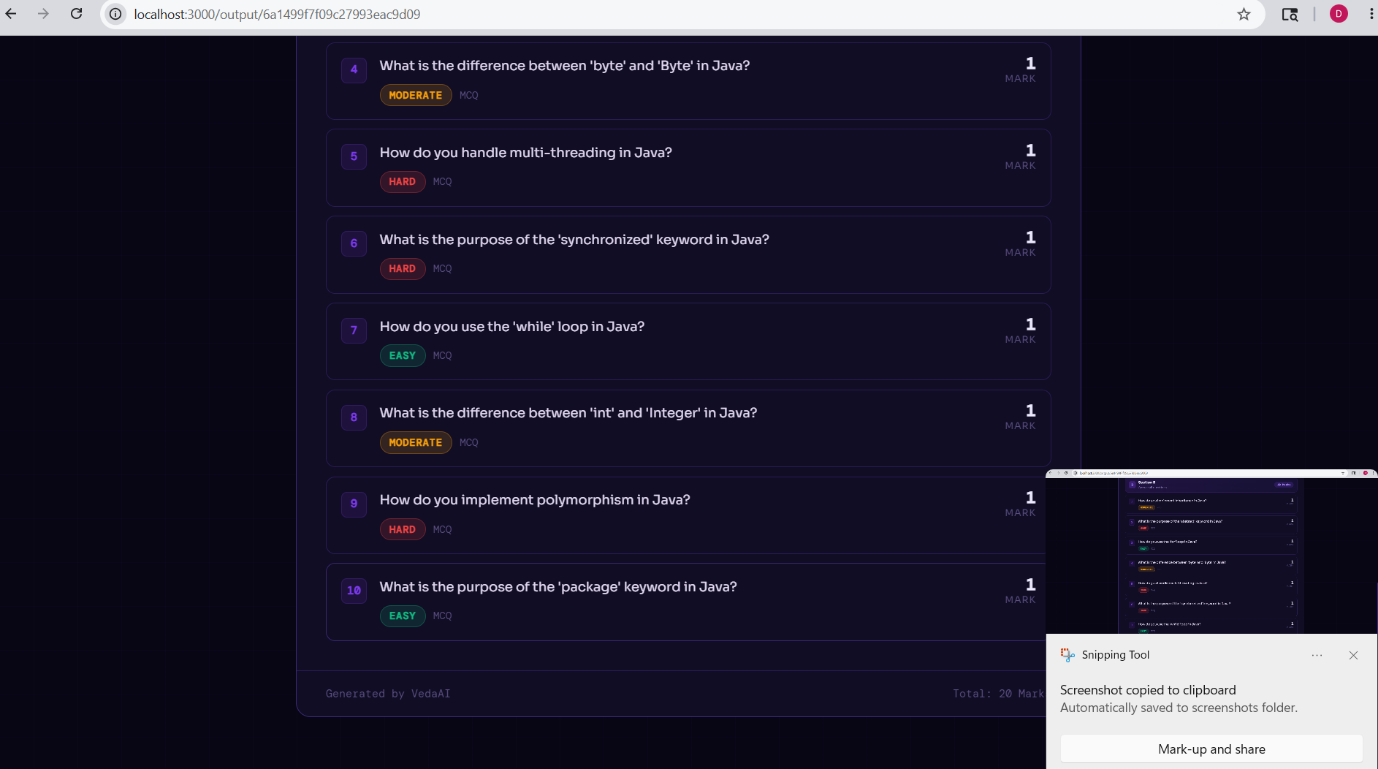 localhost:3000/output/6a1499f7f09c27993eac9d09
D
4
What is the difference between 'byte' and 'Byte' in Java?
1
MARK
MODERATE MCQ
5
How do you handle multi-threading in Java?
1
MARK
HARD MCQ
6
What is the purpose of the 'synchronized' keyword in Java?
1
MARK
HARD MCQ
7
How do you use the 'while' loop in Java?
1
MARK
EASY MCQ
8
What is the difference between 'int' and 'Integer' in Java?
1
MARK
MODERATE MCQ
9
How do you implement polymorphism in Java?
1
MARK
HARD MCQ
10
What is the purpose of the 'package' keyword in Java?
1
MARK
EASY MCQ
Generated by VedaAI
Total: 20 Mark
Snipping Tool
Screenshot copied to clipboard
Automatically saved to screenshots folder.
Mark-up and share